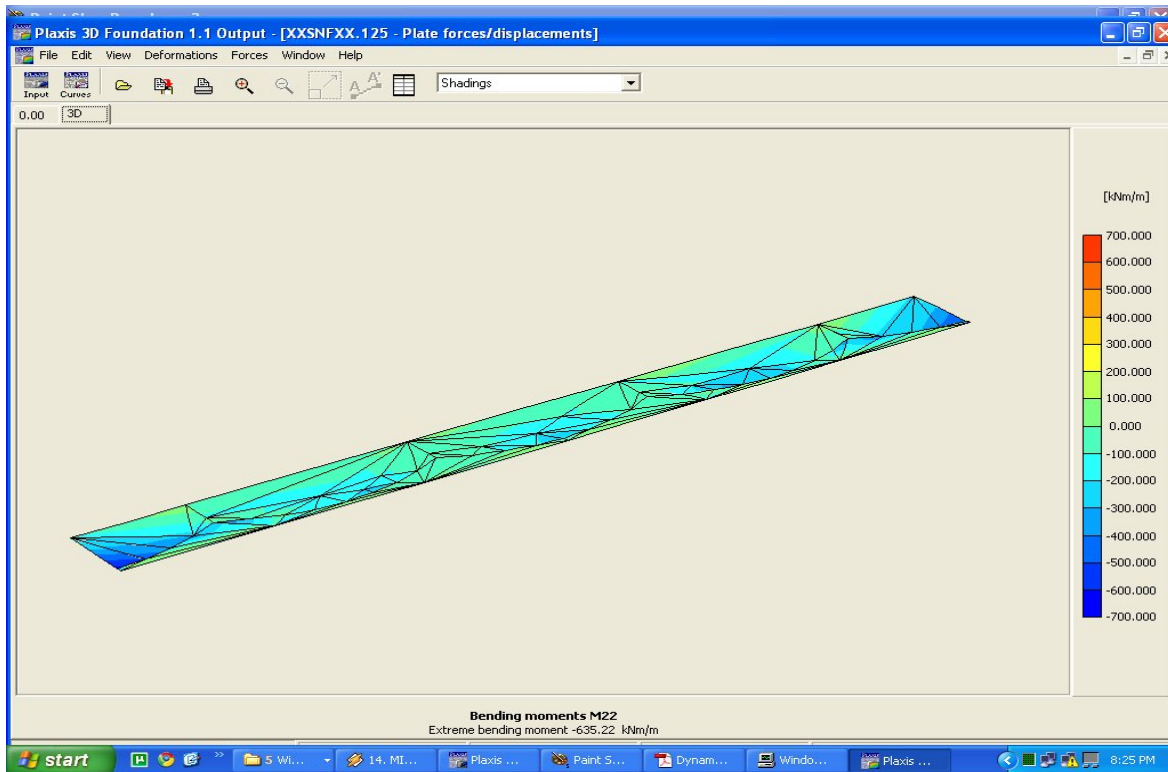 Plaxis 3D Foundation 1.1 Output - [XXSNFXX.125 - Plate forces/displacements]
File Edit View Deformations Forces Window Help
Input Curves Shadings
0.00 3D
[kNm/m]
700.000
600.000
500.000
400.000
300.000
200.000
100.000
0.000
-100.000
-200.000
-300.000
-400.000
-500.000
-600.000
-700.000
Bending moments M22
Extreme bending moment -635.22 kNm/m
start 5 Wi... 14. MI... Plaxis ... Paint S... Dynam... Windo... Plaxis ... 8:25 PM